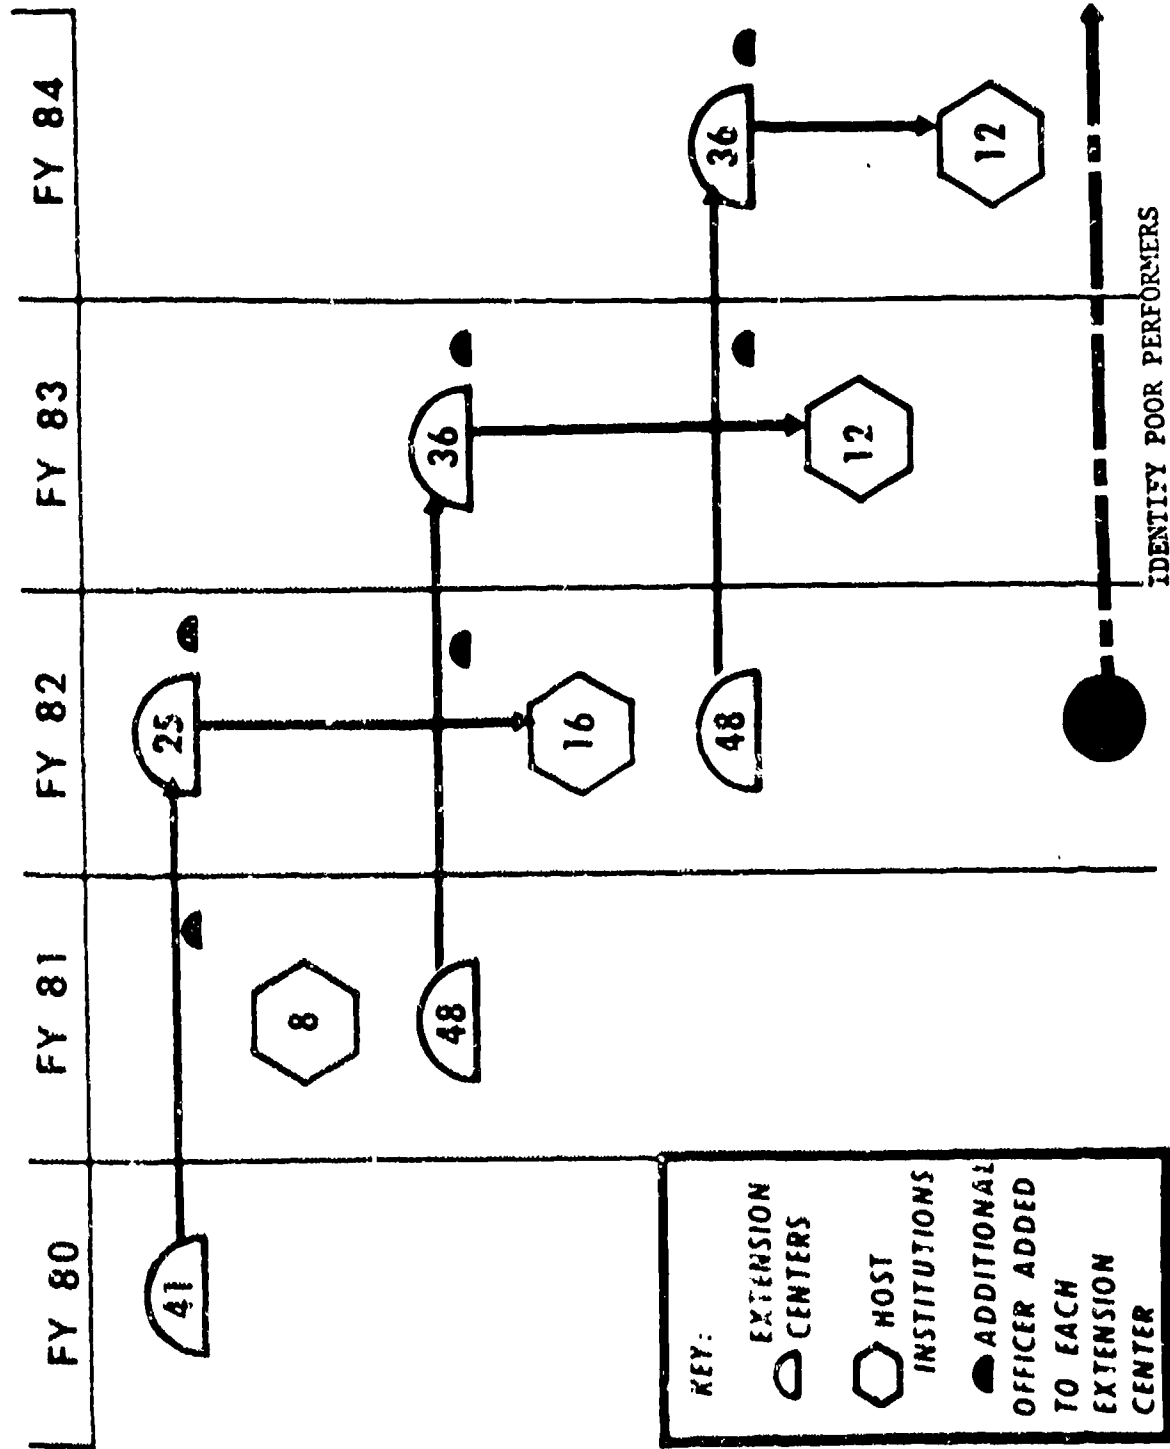 FY 80
FY 81
FY 82
FY 83
FY 84
41
25
8
48
36
16
48
12
36
12
IDENTIFY POOR PERFORMERS
KEY:
EXTENSION
CENTERS
HOST
INSTITUTIONS
ADDITIONAL
OFFICER ADDED
TO EACH
EXTENSION
CENTER